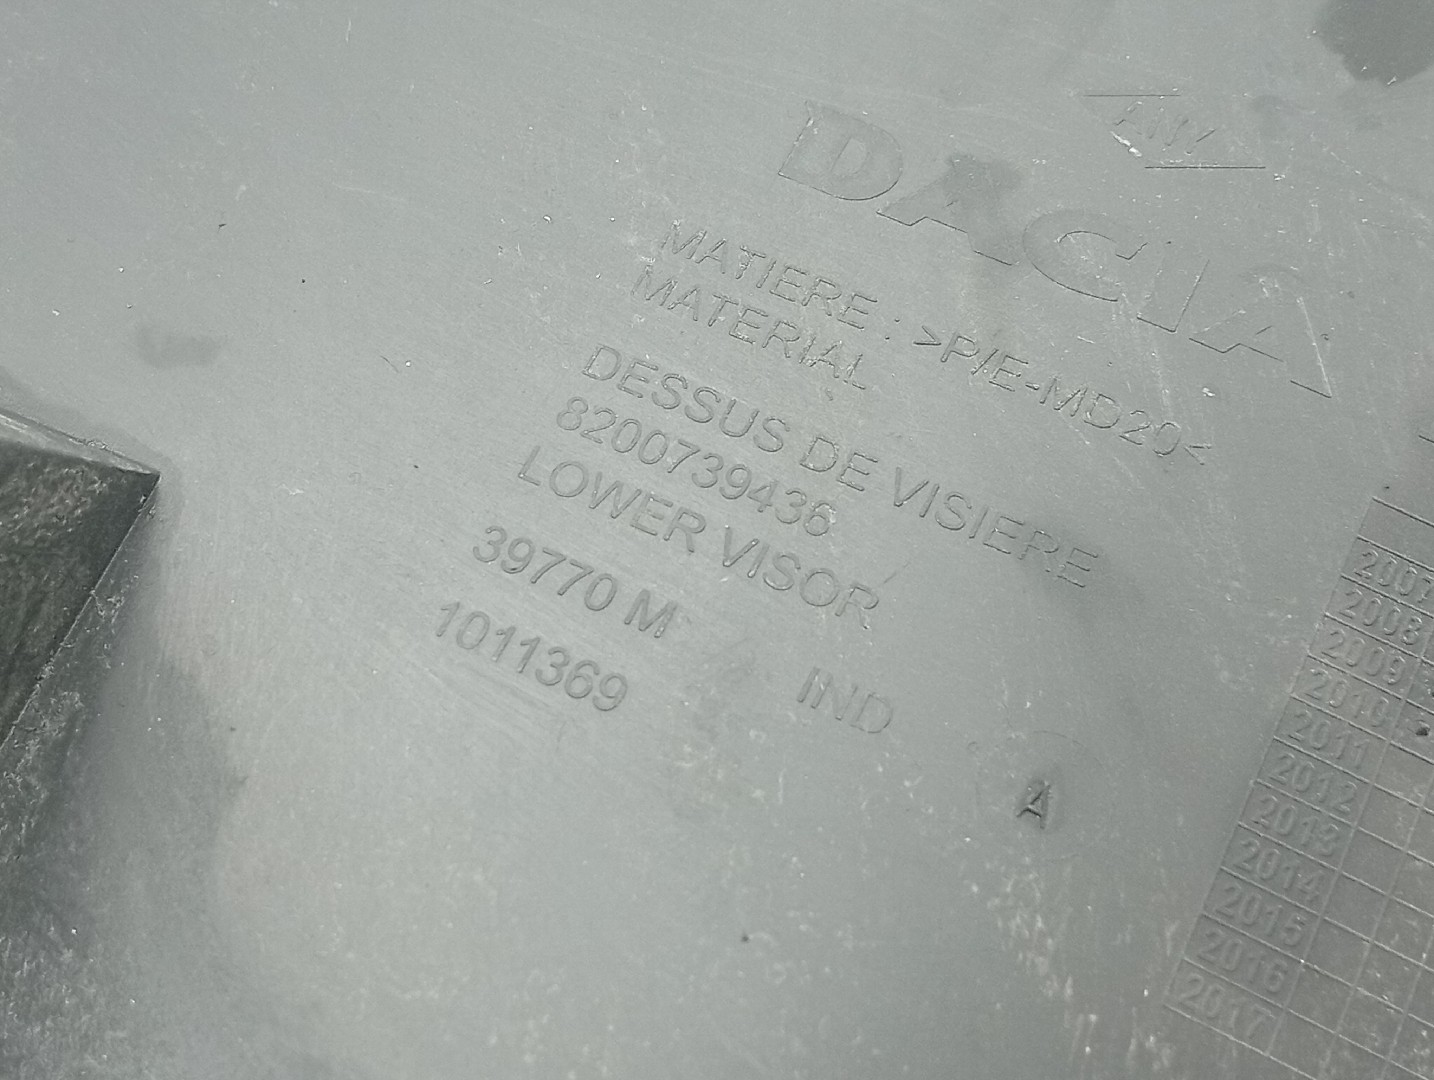 DACIA
MATIERE : >P/E-MD20<
MATERIAL
DESSUS DE VISIERE
8200739436
LOWER VISOR
39770 M
1011369
IND
A
2007
2008
2009
2010
2011
2012
2013
2014
2015
2016
2017